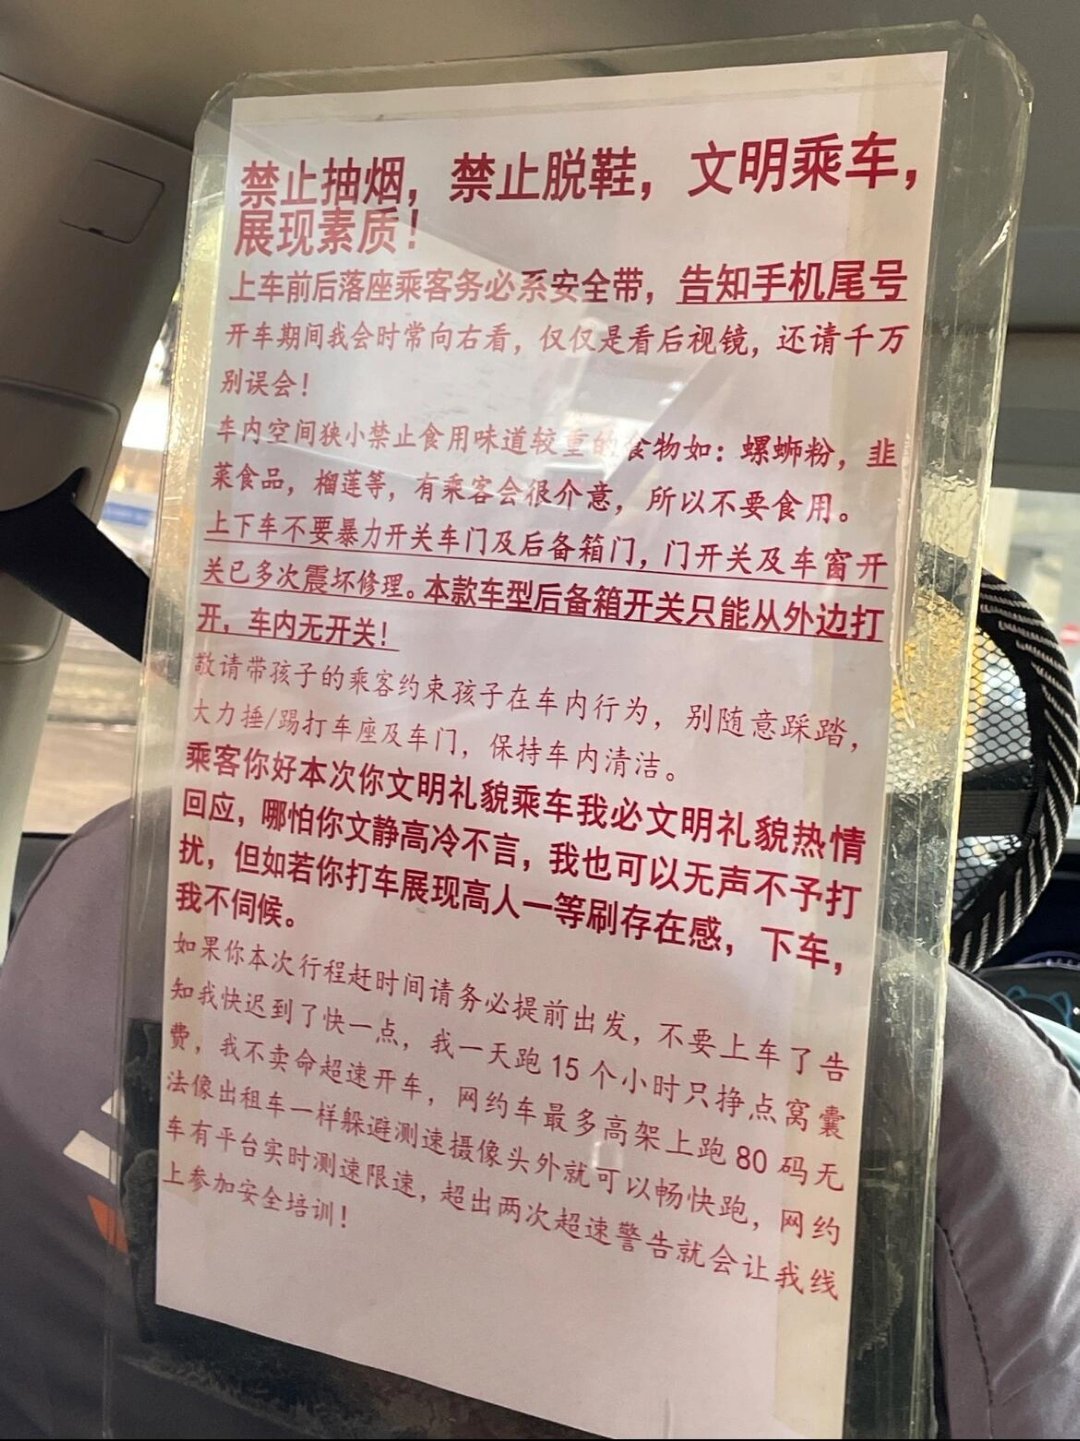 禁止抽烟，禁止脱鞋，文明乘车，
展现素质！
上车前后落座乘客务必系安全带，告知手机尾号
开车期间我会时常向右看，仅仅是看后视镜，还请千万
别误会！
车内空间狭小禁止食用味道较重的食物如：螺蛳粉，韭
菜食品，榴莲等，有乘客会很介意，所以不要食用。
上下车不要暴力开关车门及后备箱门，门开关及车窗开
关已多次震坏修理。本款车型后备箱开关只能从外边打
开，车内无开关！
敬请带孩子的乘客约束孩子在车内行为，别随意踩踏，
大力捶/踢打车座及车门，保持车内清洁。
乘客你好本次你文明礼貌乘车我必文明礼貌热情
回应，哪怕你文静高冷不言，我也可以无声不予打
扰，但如若你打车展现高人一等刷存在感，下车，
我不伺候。
如果你本次行程赶时间请务必提前出发，不要上车了告
知我快迟到了快一点，我一天跑15个小时只挣点窝囊
费，我不卖命超速开车，网约车最多高架上跑80码无
法像出租车一样躲避测速摄像头外就可以畅快跑，网约
车有平台实时测速限速，超出两次超速警告就会让我线
上参加安全培训！